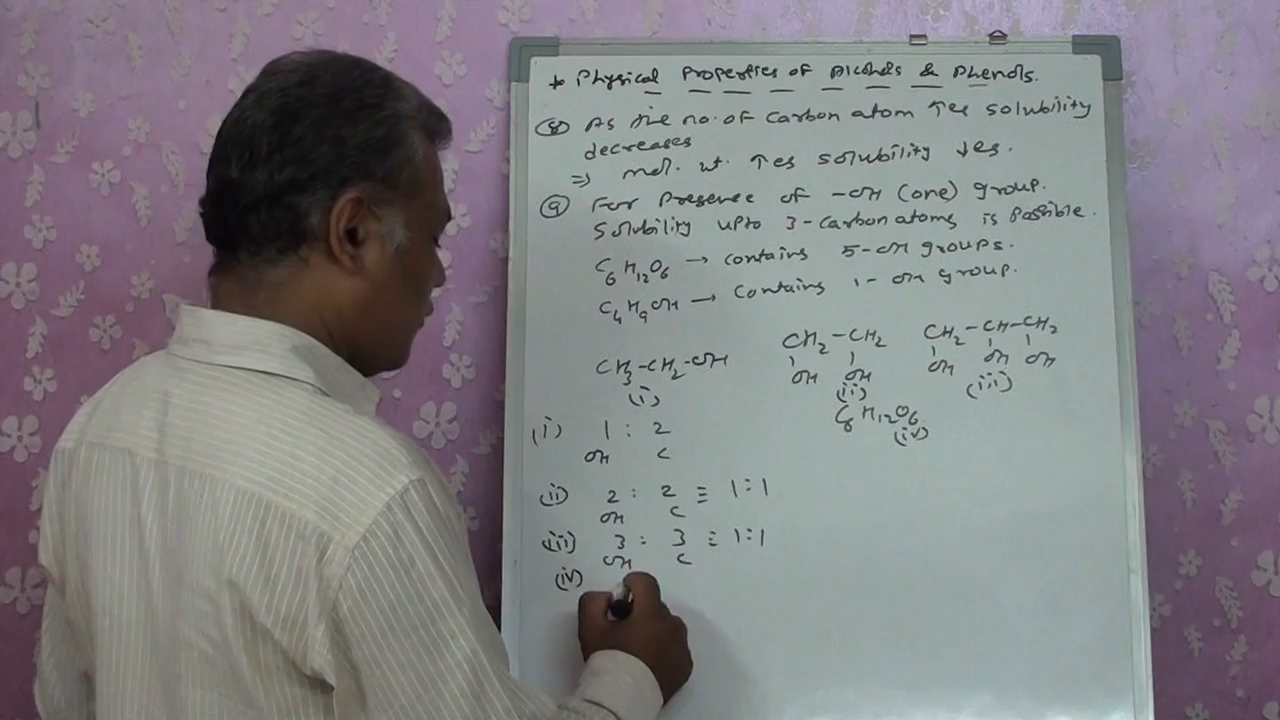 * Physical Properties of Alcohols & Phenols.
⑧ As the no. of carbon atom ↑es solubility
decreases
⇒ mol. wt. ↑es solubility ↓es.
⑨ For Presence of -OH (one) group.
Solubility upto 3-carbon atoms is Possible.
C6H12O6 → contains 5-OH groups.
C4H9OH → contains 1-OH group.
CH3-CH2-OH
(i)
CH2-CH2
OH OH
(ii)
CH2-CH-CH2
OH OH OH
(iii)
C6H12O6
(iv)
(i) 1 : 2
OH C
(ii) 2 : 2 ≡ 1:1
OH C
(iii) 3 : 3 ≡ 1:1
OH C
(iv)